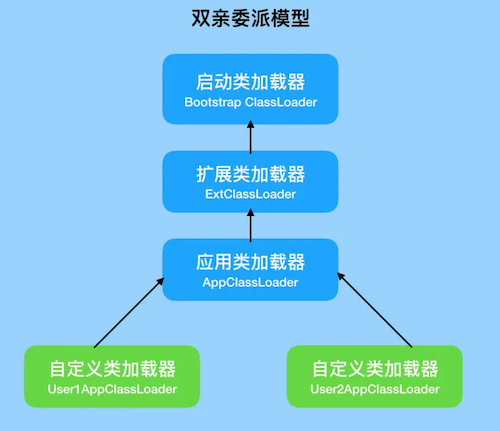 双亲委派模型
启动类加载器
Bootstrap ClassLoader
扩展类加载器
ExtClassLoader
应用类加载器
AppClassLoader
自定义类加载器
User1AppClassLoader
自定义类加载器
User2AppClassLoader